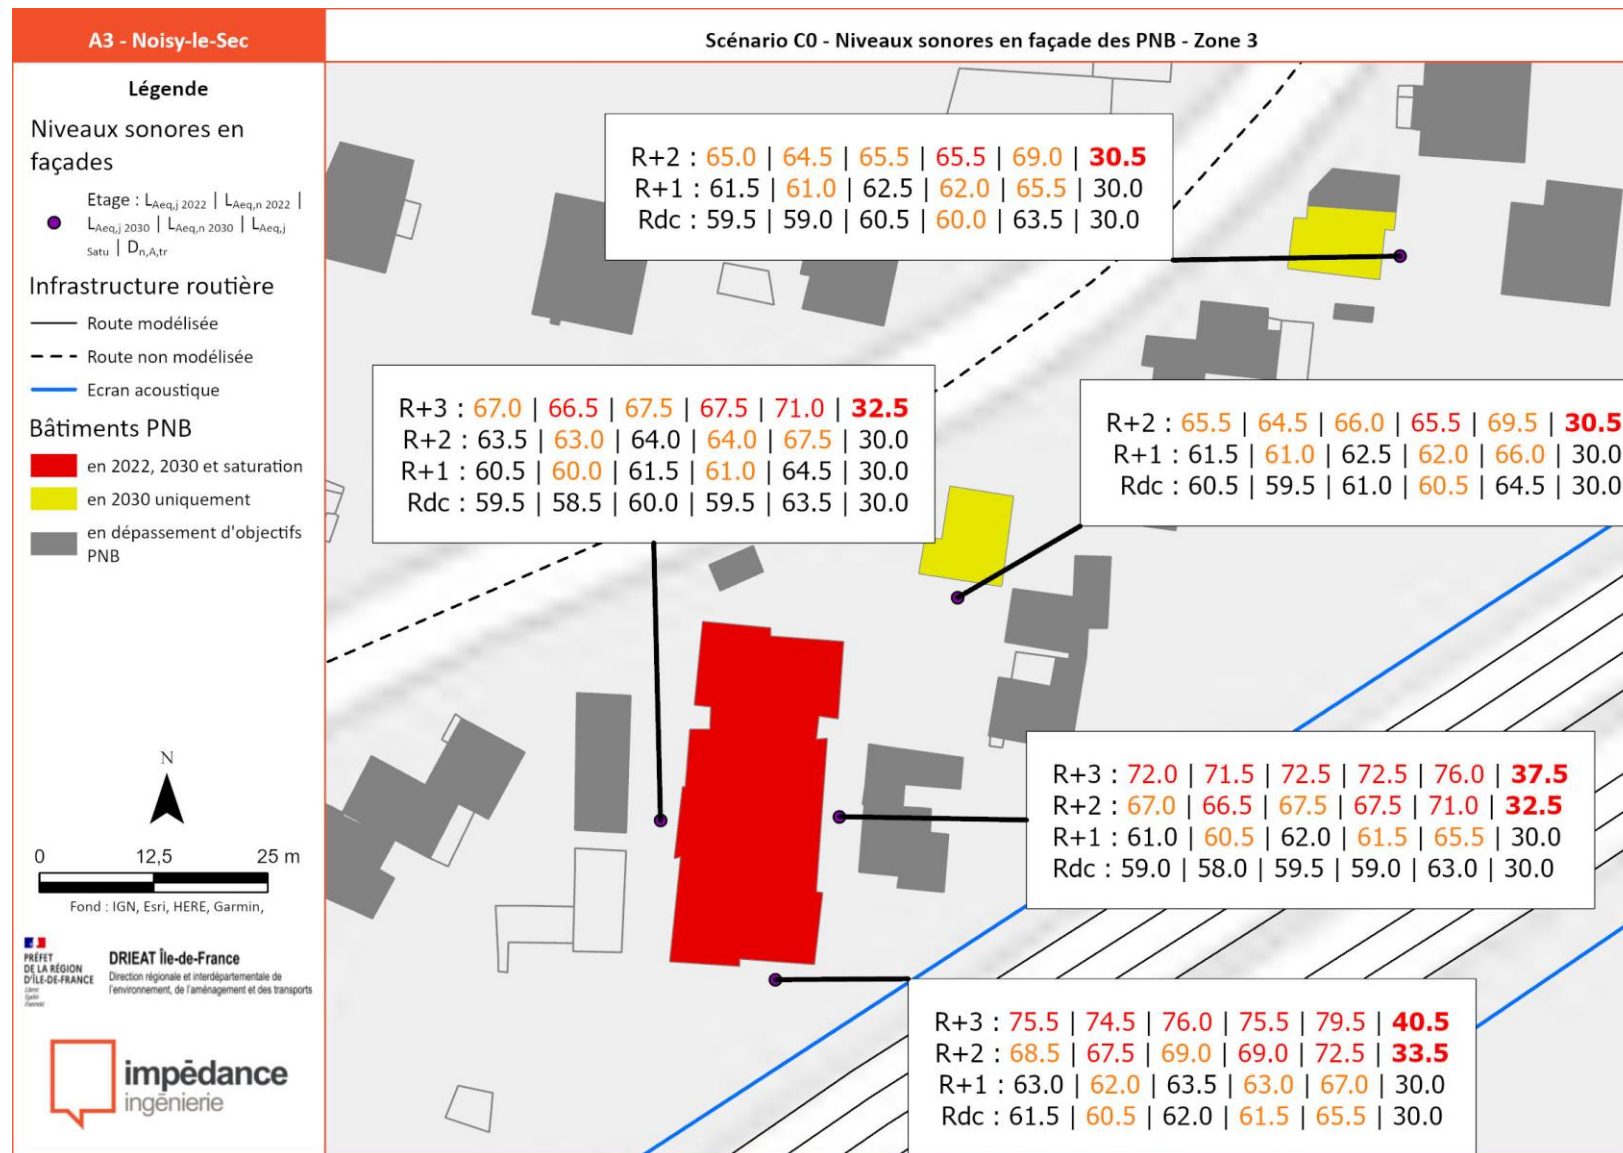 A3 - Noisy-le-Sec
Scénario C0 - Niveaux sonores en façade des PNB - Zone 3
Légende
Niveaux sonores en
façades
Etage : LAeq,j 2022 | LAeq,n 2022 |
LAeq,j 2030 | LAeq,n 2030 | LAeq,j
Satu | Dn,A,tr
Infrastructure routière
Route modélisée
Route non modélisée
Ecran acoustique
Bâtiments PNB
en 2022, 2030 et saturation
en 2030 uniquement
en dépassement d'objectifs
PNB
N
0 12,5 25 m
Fond : IGN, Esri, HERE, Garmin,
PRÉFET
DE LA RÉGION
D'ÎLE-DE-FRANCE
Liberté
Égalité
Fraternité
DRIEAT Île-de-France
Direction régionale et interdépartementale de
l'environnement, de l'aménagement et des transports
impédance
ingénierie
R+2 : 65.0 | 64.5 | 65.5 | 65.5 | 69.0 | 30.5
R+1 : 61.5 | 61.0 | 62.5 | 62.0 | 65.5 | 30.0
Rdc : 59.5 | 59.0 | 60.5 | 60.0 | 63.5 | 30.0
R+3 : 67.0 | 66.5 | 67.5 | 67.5 | 71.0 | 32.5
R+2 : 63.5 | 63.0 | 64.0 | 64.0 | 67.5 | 30.0
R+1 : 60.5 | 60.0 | 61.5 | 61.0 | 64.5 | 30.0
Rdc : 59.5 | 58.5 | 60.0 | 59.5 | 63.5 | 30.0
R+2 : 65.5 | 64.5 | 66.0 | 65.5 | 69.5 | 30.5
R+1 : 61.5 | 61.0 | 62.5 | 62.0 | 66.0 | 30.0
Rdc : 60.5 | 59.5 | 61.0 | 60.5 | 64.5 | 30.0
R+3 : 72.0 | 71.5 | 72.5 | 72.5 | 76.0 | 37.5
R+2 : 67.0 | 66.5 | 67.5 | 67.5 | 71.0 | 32.5
R+1 : 61.0 | 60.5 | 62.0 | 61.5 | 65.5 | 30.0
Rdc : 59.0 | 58.0 | 59.5 | 59.0 | 63.0 | 30.0
R+3 : 75.5 | 74.5 | 76.0 | 75.5 | 79.5 | 40.5
R+2 : 68.5 | 67.5 | 69.0 | 69.0 | 72.5 | 33.5
R+1 : 63.0 | 62.0 | 63.5 | 63.0 | 67.0 | 30.0
Rdc : 61.5 | 60.5 | 62.0 | 61.5 | 65.5 | 30.0